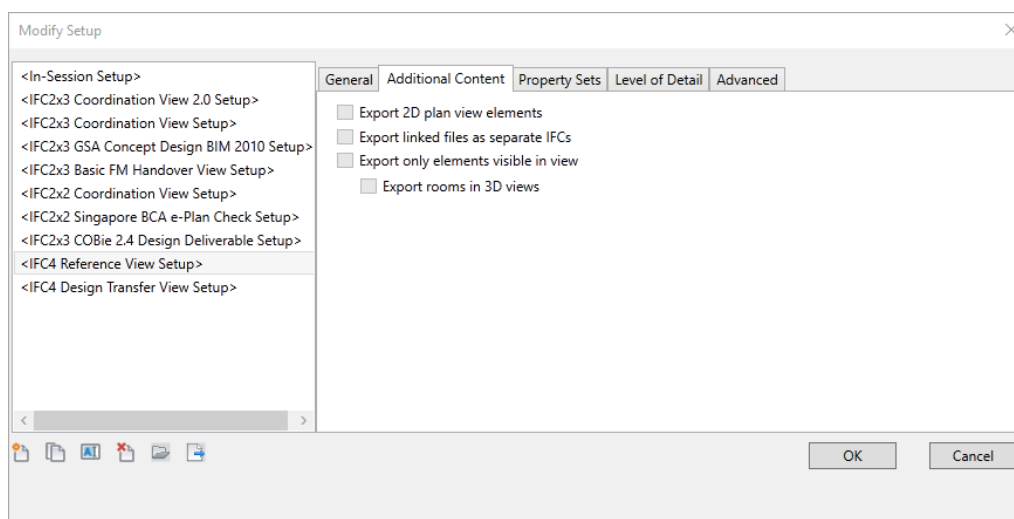 Modify Setup
<In-Session Setup>
<IFC2x3 Coordination View 2.0 Setup>
<IFC2x3 Coordination View Setup>
<IFC2x3 GSA Concept Design BIM 2010 Setup>
<IFC2x3 Basic FM Handover View Setup>
<IFC2x2 Coordination View Setup>
<IFC2x2 Singapore BCA e-Plan Check Setup>
<IFC2x3 COBie 2.4 Design Deliverable Setup>
<IFC4 Reference View Setup>
<IFC4 Design Transfer View Setup>
General Additional Content Property Sets Level of Detail Advanced
Export 2D plan view elements
Export linked files as separate IFCs
Export only elements visible in view
Export rooms in 3D views
OK Cancel